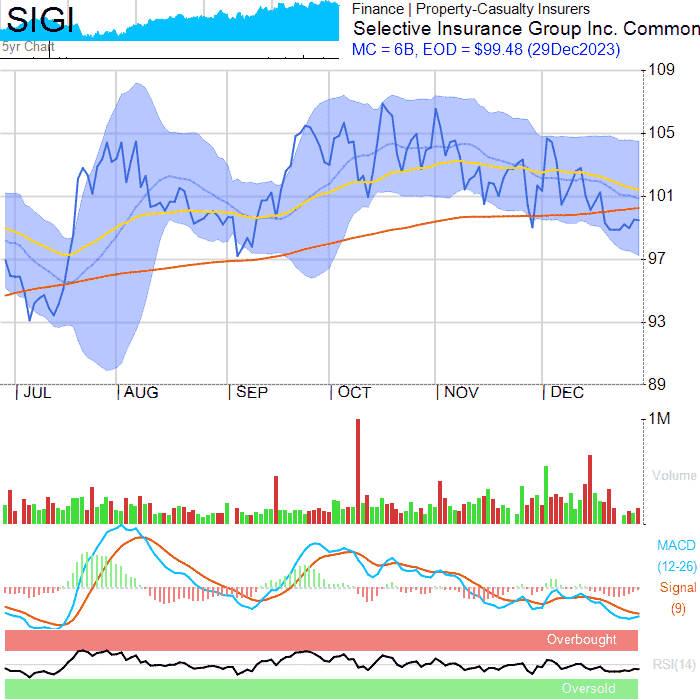 SIGI
5yr Chart
Finance | Property-Casualty Insurers
Selective Insurance Group Inc. Common
MC = 6B, EOD = $99.48 (29Dec2023)
109
105
101
97
93
89
JUL AUG SEP OCT NOV DEC
1M
Volume
MACD
(12-26)
Signal
(9)
Overbought
RSI(14)
Oversold